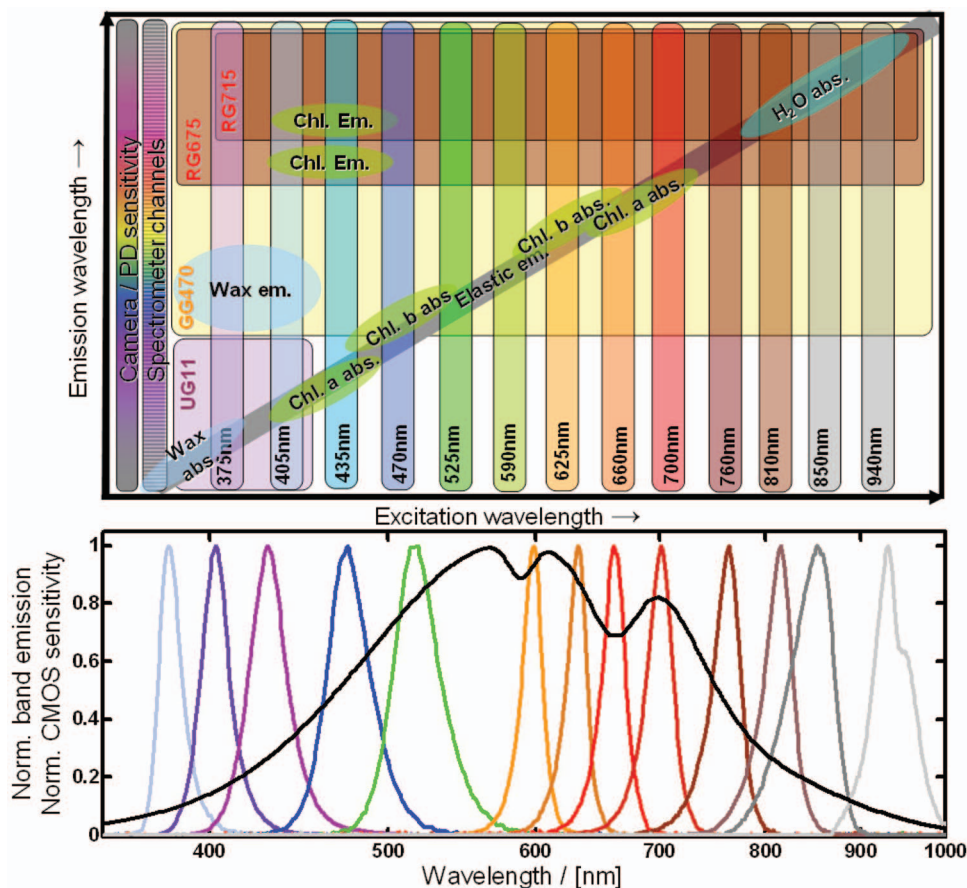 Emission wavelength →
Camera / PD sensitivity
Spectrometer channels
RG675
RG715
GG470
UG11
Chl. Em.
Chl. Em.
H2O abs.
Wax em.
Chl. b abs.
Chl. a abs.
Elastic em.
Chl. b abs.
Chl. a abs.
Wax
abs.
375nm
405nm
435nm
470nm
525nm
590nm
625nm
660nm
700nm
760nm
810nm
850nm
940nm
Excitation wavelength →
Norm. band emission
Norm. CMOS sensitivity
1
0.8
0.6
0.4
0.2
0
400 500 600 700 800 900 1000
Wavelength / [nm]